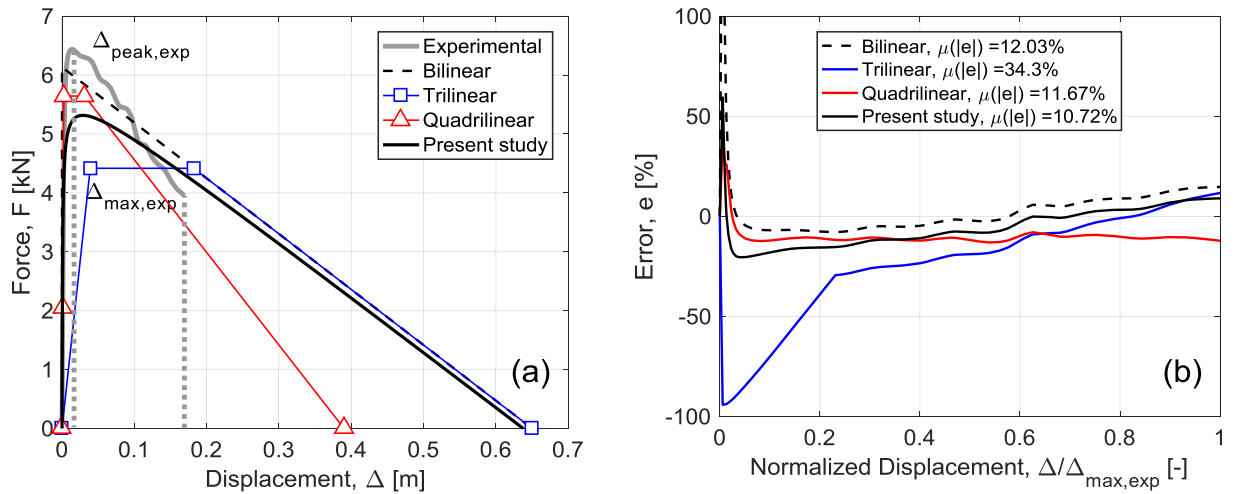 7
6
5
4
3
2
1
0
Force, F [kN]
Δpeak,exp
Δmax,exp
Experimental
Bilinear
Trilinear
Quadrilinear
Present study
(a)
0 0.1 0.2 0.3 0.4 0.5 0.6 0.7
Displacement, Δ [m]
100
50
0
-50
-100
Error, e [%]
Bilinear, μ(|e|) =12.03%
Trilinear, μ(|e|) =34.3%
Quadrilinear, μ(|e|) =11.67%
Present study, μ(|e|) =10.72%
(b)
0 0.2 0.4 0.6 0.8 1
Normalized Displacement, Δ/Δmax,exp [-]